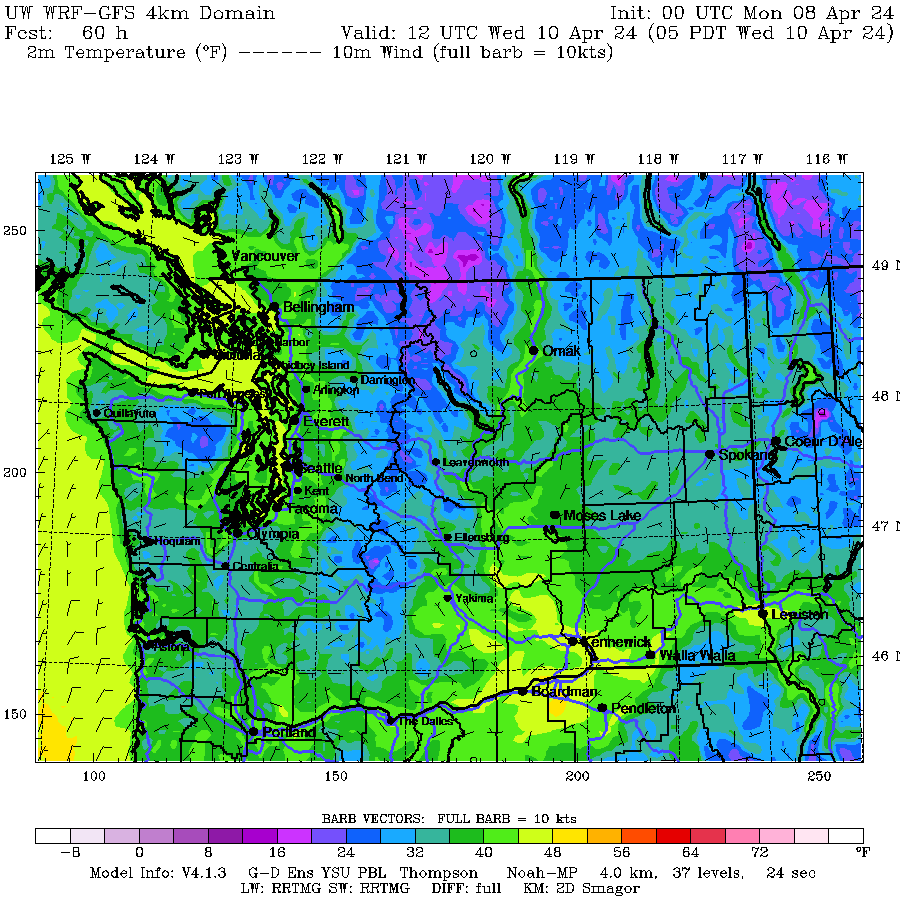 UW WRF-GFS 4km Domain Init: 00 UTC Mon 08 Apr 24
Fcst: 60 h Valid: 12 UTC Wed 10 Apr 24 (05 PDT Wed 10 Apr 24)
2m Temperature (°F) ------ 10m Wind (full barb = 10kts)
125 W 124 W 123 W 122 W 121 W 120 W 119 W 118 W 117 W 116 W
250
Vancouver
49 N
Bellingham
Harbor
Omak
Whidbey Island
Darrington
Arlington
Port Angeles
48 N
Quillayute
Everett
Coeur D'Ale
Spokane
Leavenworth
200
Seattle
North Bend
Kent
Tacoma
Moses Lake
47 N
Olympia
Ellensburg
Hoquiam
Centralia
Yakima
Lewiston
Kennewick
Astoria
Walla Walla
46 N
Boardman
Pendleton
150
The Dalles
Portland
100 150 200 250
BARB VECTORS: FULL BARB = 10 kts
-8 0 8 16 24 32 40 48 56 64 72 °F
Model Info: V4.1.3 G-D Ens YSU PBL Thompson Noah-MP 4.0 km, 37 levels, 24 sec
LW: RRTMG SW: RRTMG DIFF: full KM: 2D Smagor